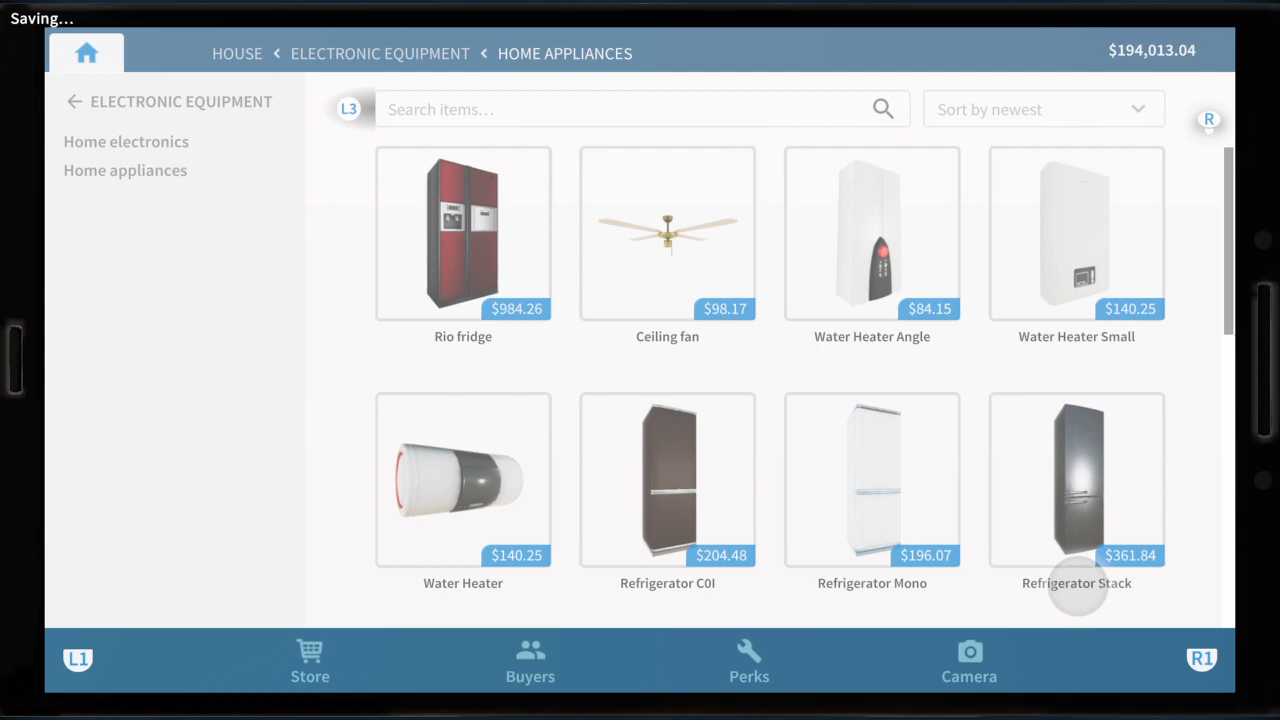 Saving...
HOUSE < ELECTRONIC EQUIPMENT < HOME APPLIANCES
$194,013.04
ELECTRONIC EQUIPMENT
Home electronics
Home appliances
L3
Search items...
Sort by newest
R
$984.26
$98.17
$84.15
$140.25
Rio fridge
Ceiling fan
Water Heater Angle
Water Heater Small
$140.25
$204.48
$196.07
$361.84
Water Heater
Refrigerator C0I
Refrigerator Mono
Refrigerator Stack
L1
Store
Buyers
Perks
Camera
R1